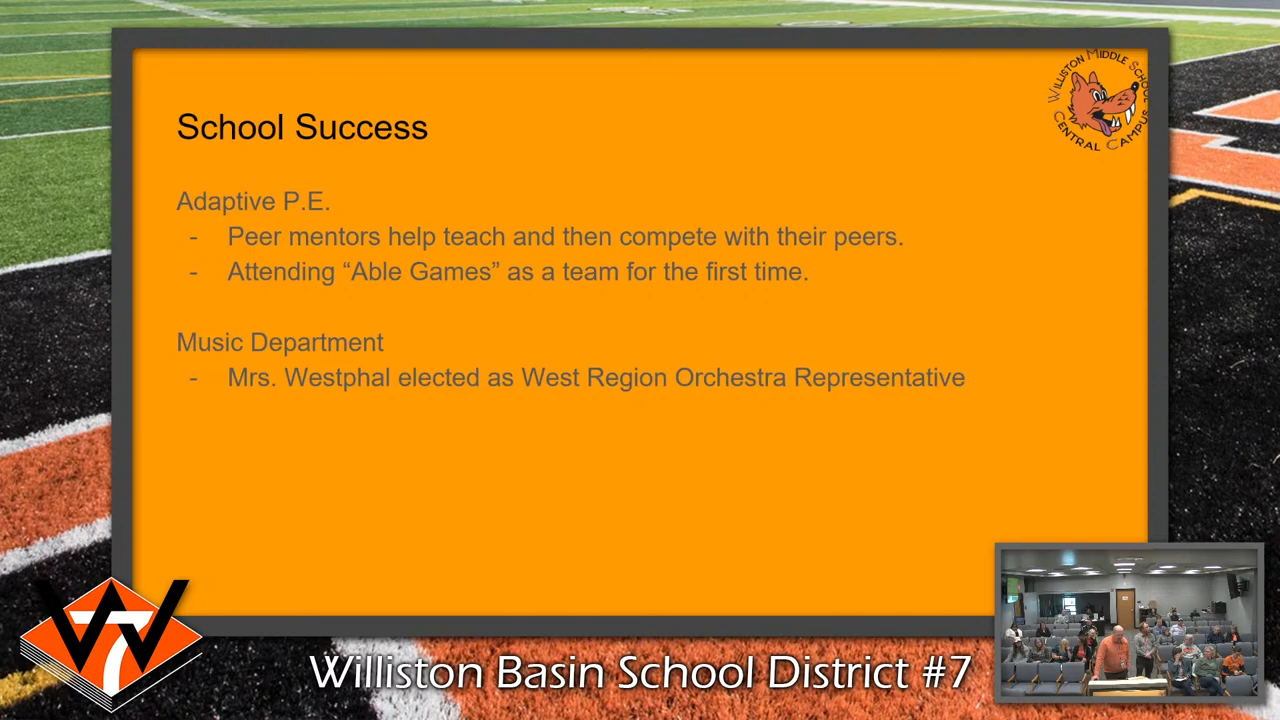 Williston Middle School
Central Campus
School Success
Adaptive P.E.
- Peer mentors help teach and then compete with their peers.
- Attending “Able Games” as a team for the first time.
Music Department
- Mrs. Westphal elected as West Region Orchestra Representative
W7
Williston Basin School District #7